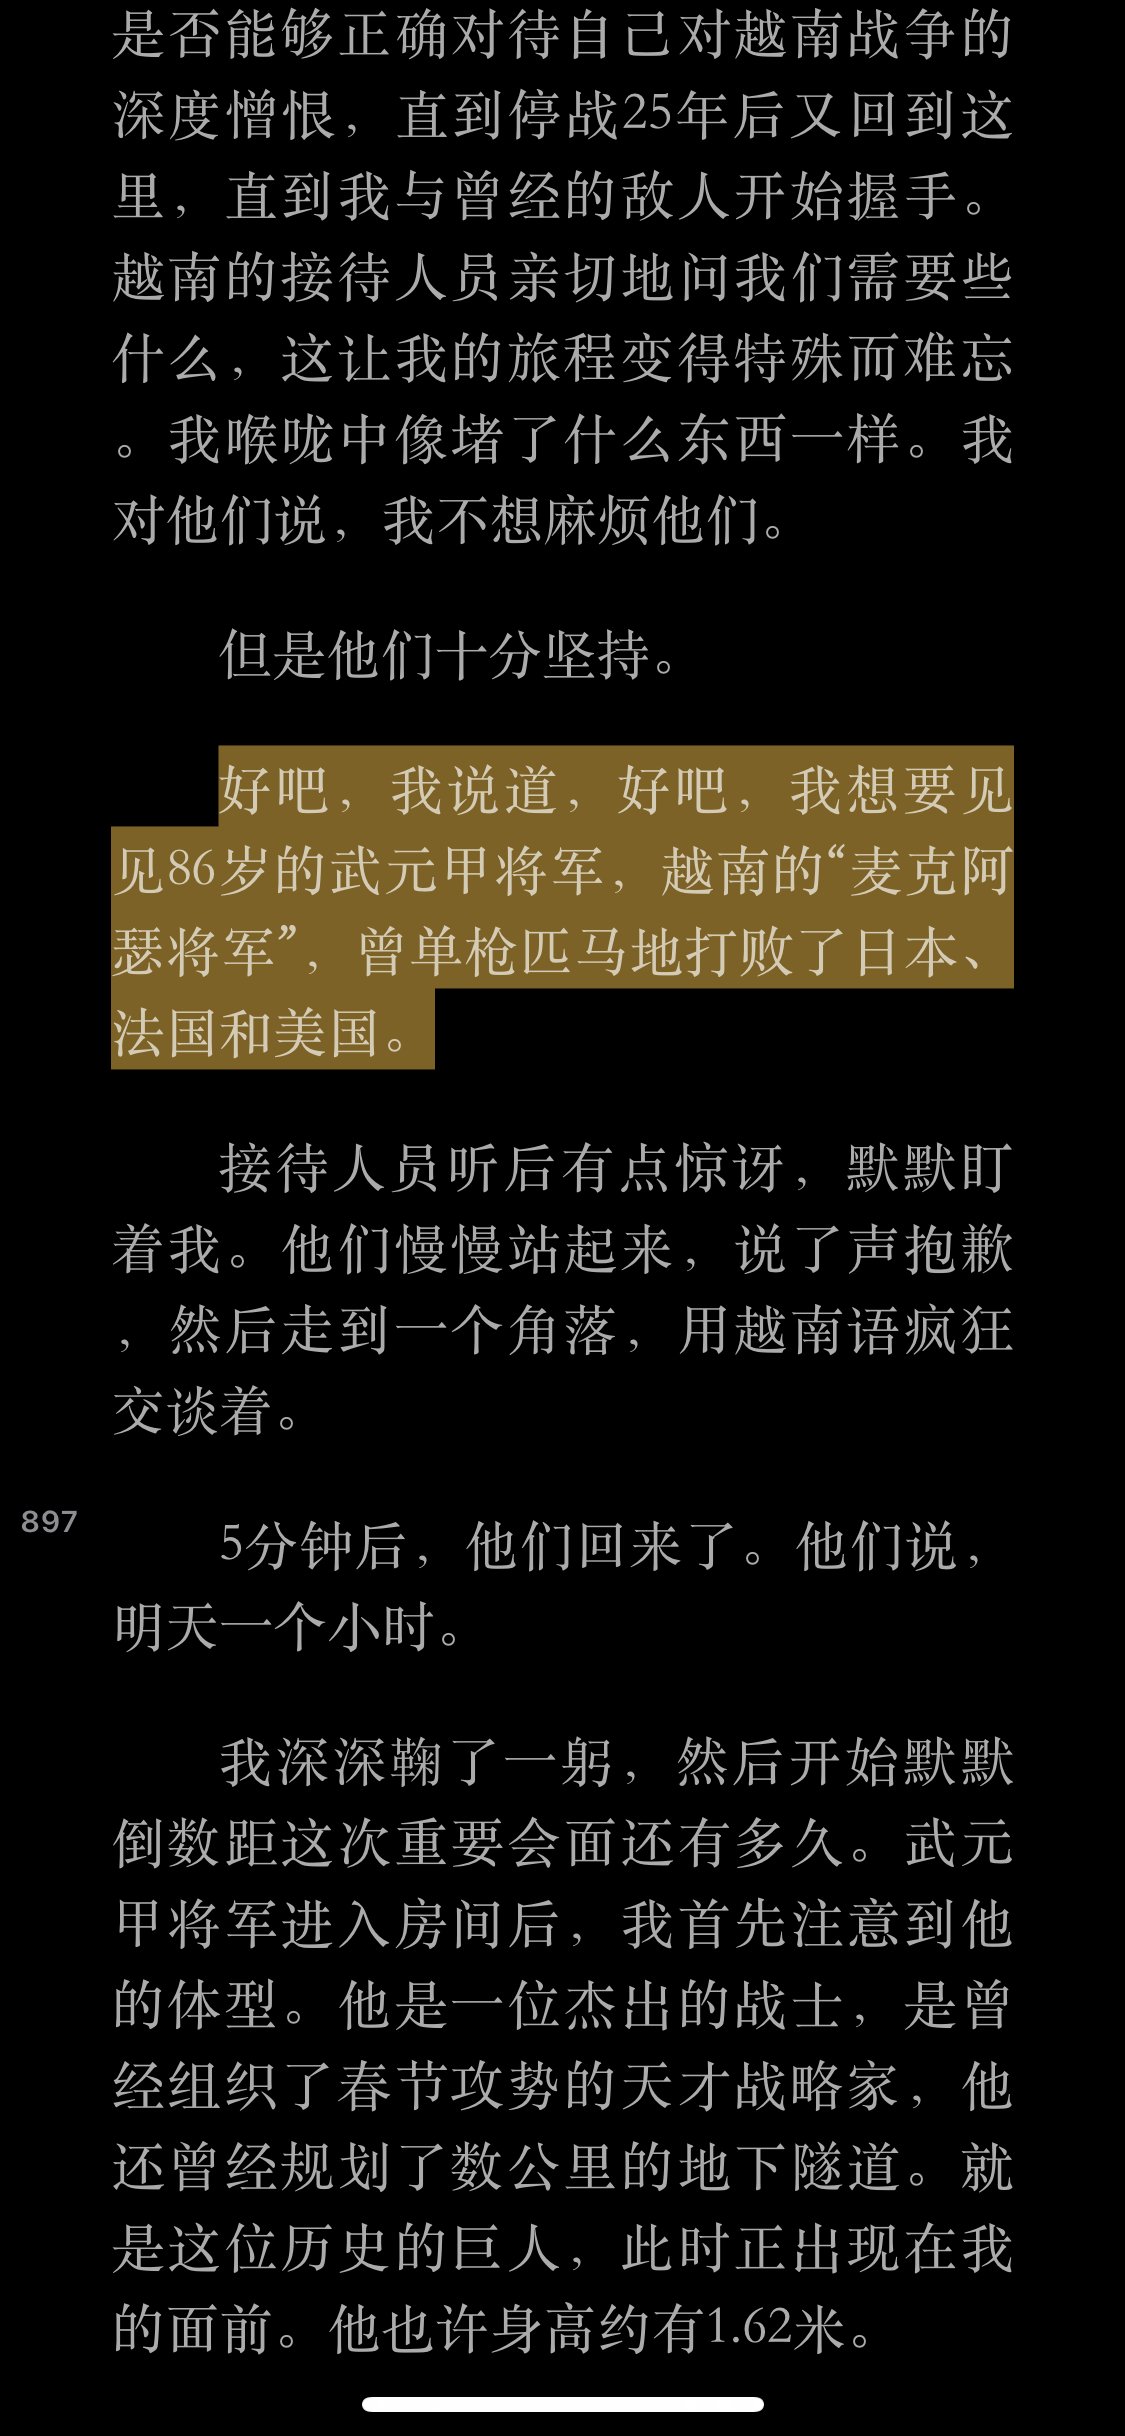 是否能够正确对待自己对越南战争的
深度憎恨，直到停战25年后又回到这
里，直到我与曾经的敌人开始握手。
越南的接待人员亲切地问我们需要些
什么，这让我的旅程变得特殊而难忘
。我喉咙中像堵了什么东西一样。我
对他们说，我不想麻烦他们。
但是他们十分坚持。
好吧，我说道，好吧，我想要见
见86岁的武元甲将军，越南的“麦克阿
瑟将军”，曾单枪匹马地打败了日本、
法国和美国。
接待人员听后有点惊讶，默默盯
着我。他们慢慢站起来，说了声抱歉
，然后走到一个角落，用越南语疯狂
交谈着。
897
5分钟后，他们回来了。他们说，
明天一个小时。
我深深鞠了一躬，然后开始默默
倒数距这次重要会面还有多久。武元
甲将军进入房间后，我首先注意到他
的体型。他是一位杰出的战士，是曾
经组织了春节攻势的天才战略家，他
还曾经规划了数公里的地下隧道。就
是这位历史的巨人，此时正出现在我
的面前。他也许身高约有1.62米。